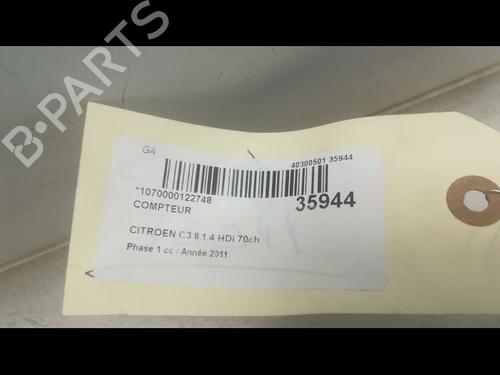 B-PARTS
GA
40300501 35944
*1070000122748
35944
COMPTEUR
CITROEN C3 II 1.4 HDi 70ch
Phase 1 cc / Année 2011